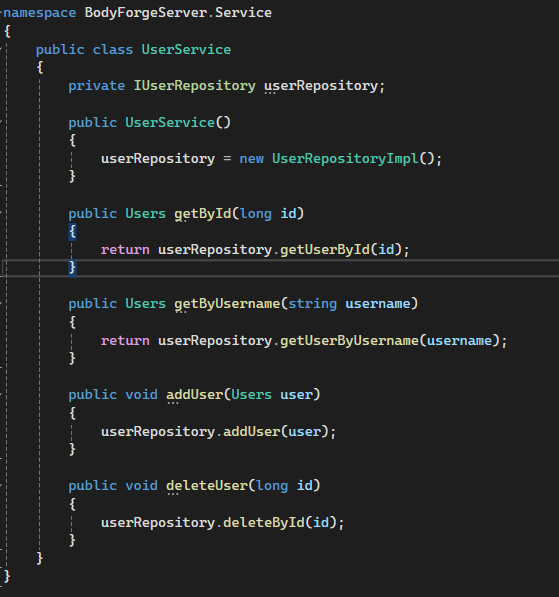 namespace BodyForgeServer.Service
{
    public class UserService
    {
        private IUserRepository userRepository;

        public UserService()
        {
            userRepository = new UserRepositoryImpl();
        }

        public Users getById(long id)
        {
            return userRepository.getUserById(id);
        }

        public Users getByUsername(string username)
        {
            return userRepository.getUserByUsername(username);
        }

        public void addUser(Users user)
        {
            userRepository.addUser(user);
        }

        public void deleteUser(long id)
        {
            userRepository.deleteById(id);
        }
    }
}